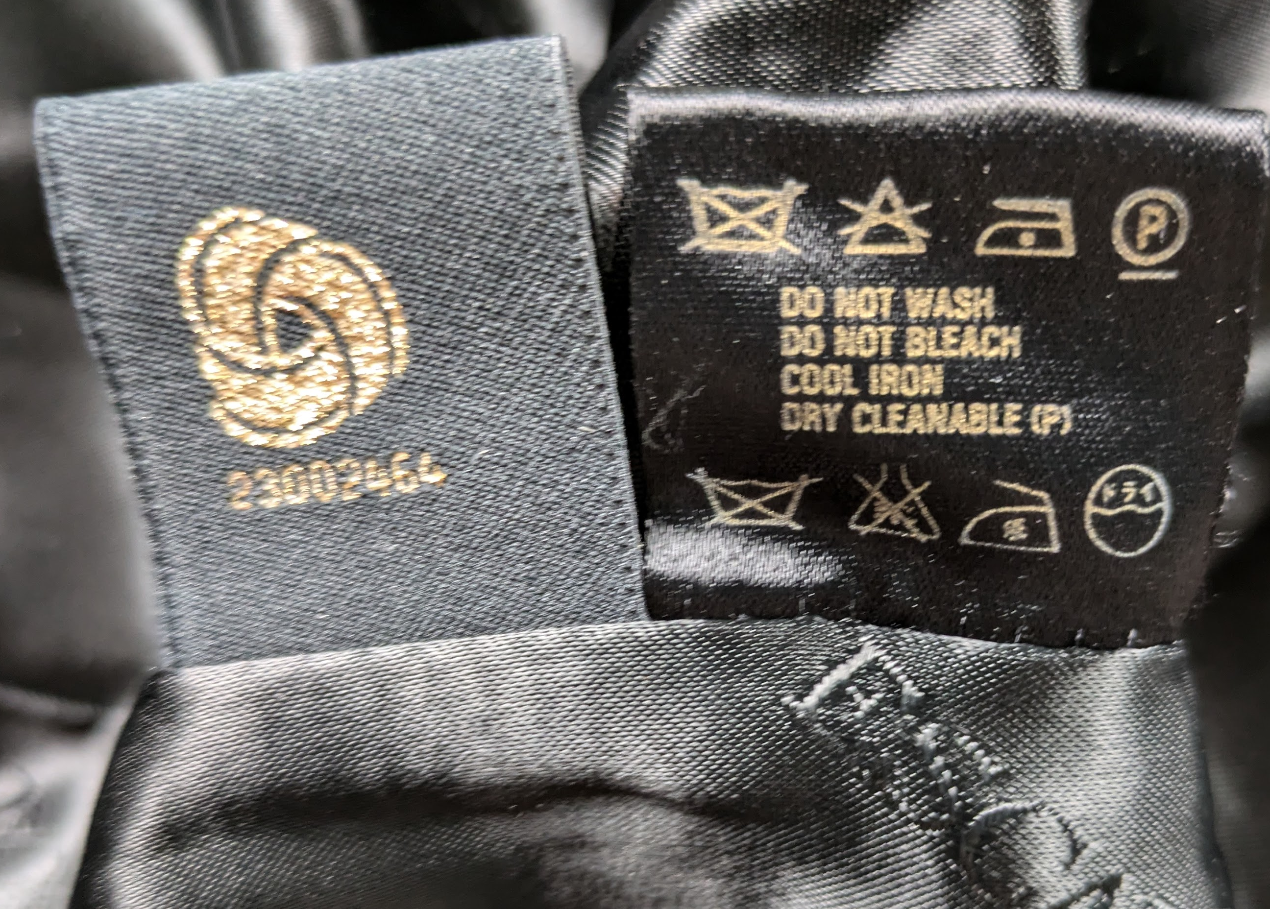 23002464
P
DO NOT WASH
DO NOT BLEACH
COOL IRON
DRY CLEANABLE (P)
ドライ